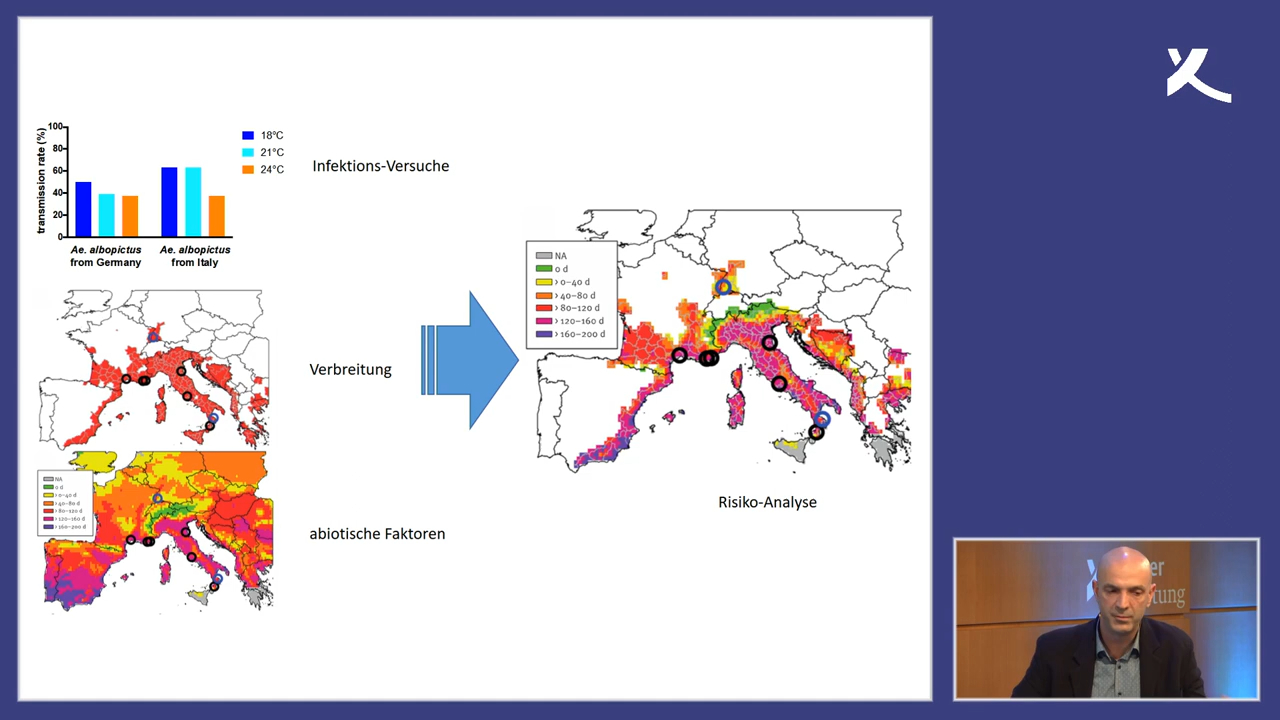 transmission rate (%)
100
80
60
40
20
0
18°C
21°C
24°C
Ae. albopictus
from Germany
Ae. albopictus
from Italy
Infektions-Versuche
Verbreitung
NA
0 d
>0–40 d
>40–80 d
>80–120 d
>120–160 d
>160–200 d
abiotische Faktoren
NA
0 d
>0–40 d
>40–80 d
>80–120 d
>120–160 d
>160–200 d
Risiko-Analyse
er
tung